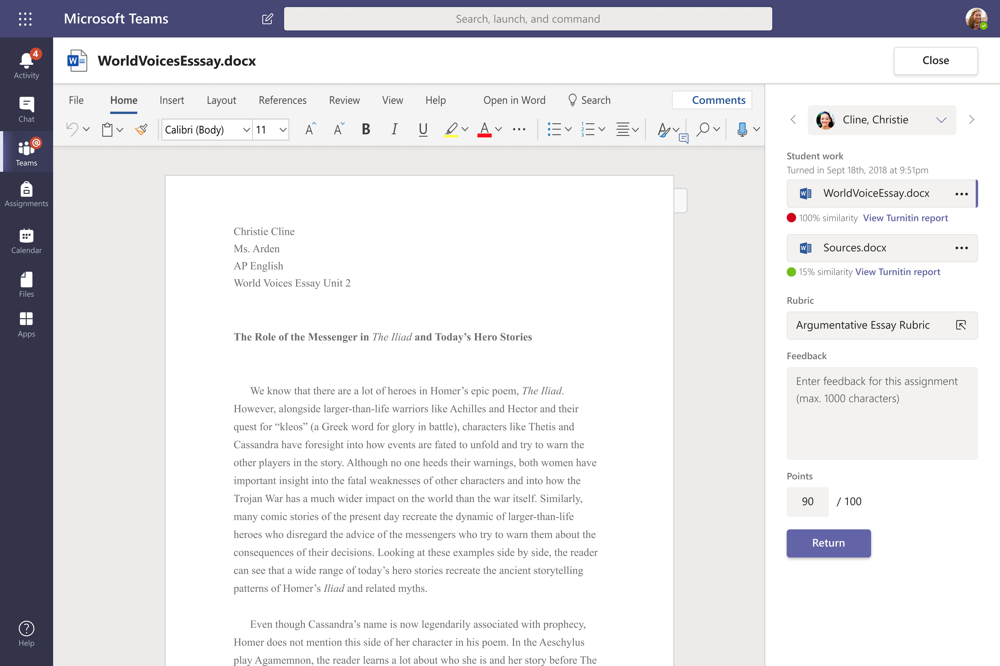 Microsoft Teams
Search, launch, and command
4
Activity
Chat
@
Teams
Assignments
Calendar
Files
Apps
Help
W
WorldVoicesEsssay.docx
Close
File Home Insert Layout References Review View Help Open in Word Search Comments
Calibri (Body) 11 A A B I U A 1 2 3 A
Christie Cline
Ms. Arden
AP English
World Voices Essay Unit 2
The Role of the Messenger in The Iliad and Today’s Hero Stories
We know that there are a lot of heroes in Homer’s epic poem, The Iliad.
However, alongside larger-than-life warriors like Achilles and Hector and their
quest for “kleos” (a Greek word for glory in battle), characters like Thetis and
Cassandra have foresight into how events are fated to unfold and try to warn the
other players in the story. Although no one heeds their warnings, both women have
important insight into the fatal weaknesses of other characters and into how the
Trojan War has a much wider impact on the world than the war itself. Similarly,
many comic stories of the present day recreate the dynamic of larger-than-life
heroes who disregard the advice of the messengers who try to warn them about the
consequences of their decisions. Looking at these examples side by side, the reader
can see that a wide range of today’s hero stories recreate the ancient storytelling
patterns of Homer’s Iliad and related myths.
Even though Cassandra’s name is now legendarily associated with prophecy,
Homer does not mention this side of her character in his poem. In the Aeschylus
play Agamemnon, the reader learns a lot about who she is and her story before The
Cline, Christie
Student work
Turned in Sept 18th, 2018 at 9:51pm
W WorldVoiceEssay.docx
100% similarity View Turnitin report
W Sources.docx
15% similarity View Turnitin report
Rubric
Argumentative Essay Rubric
Feedback
Enter feedback for this assignment
(max. 1000 characters)
Points
90 / 100
Return